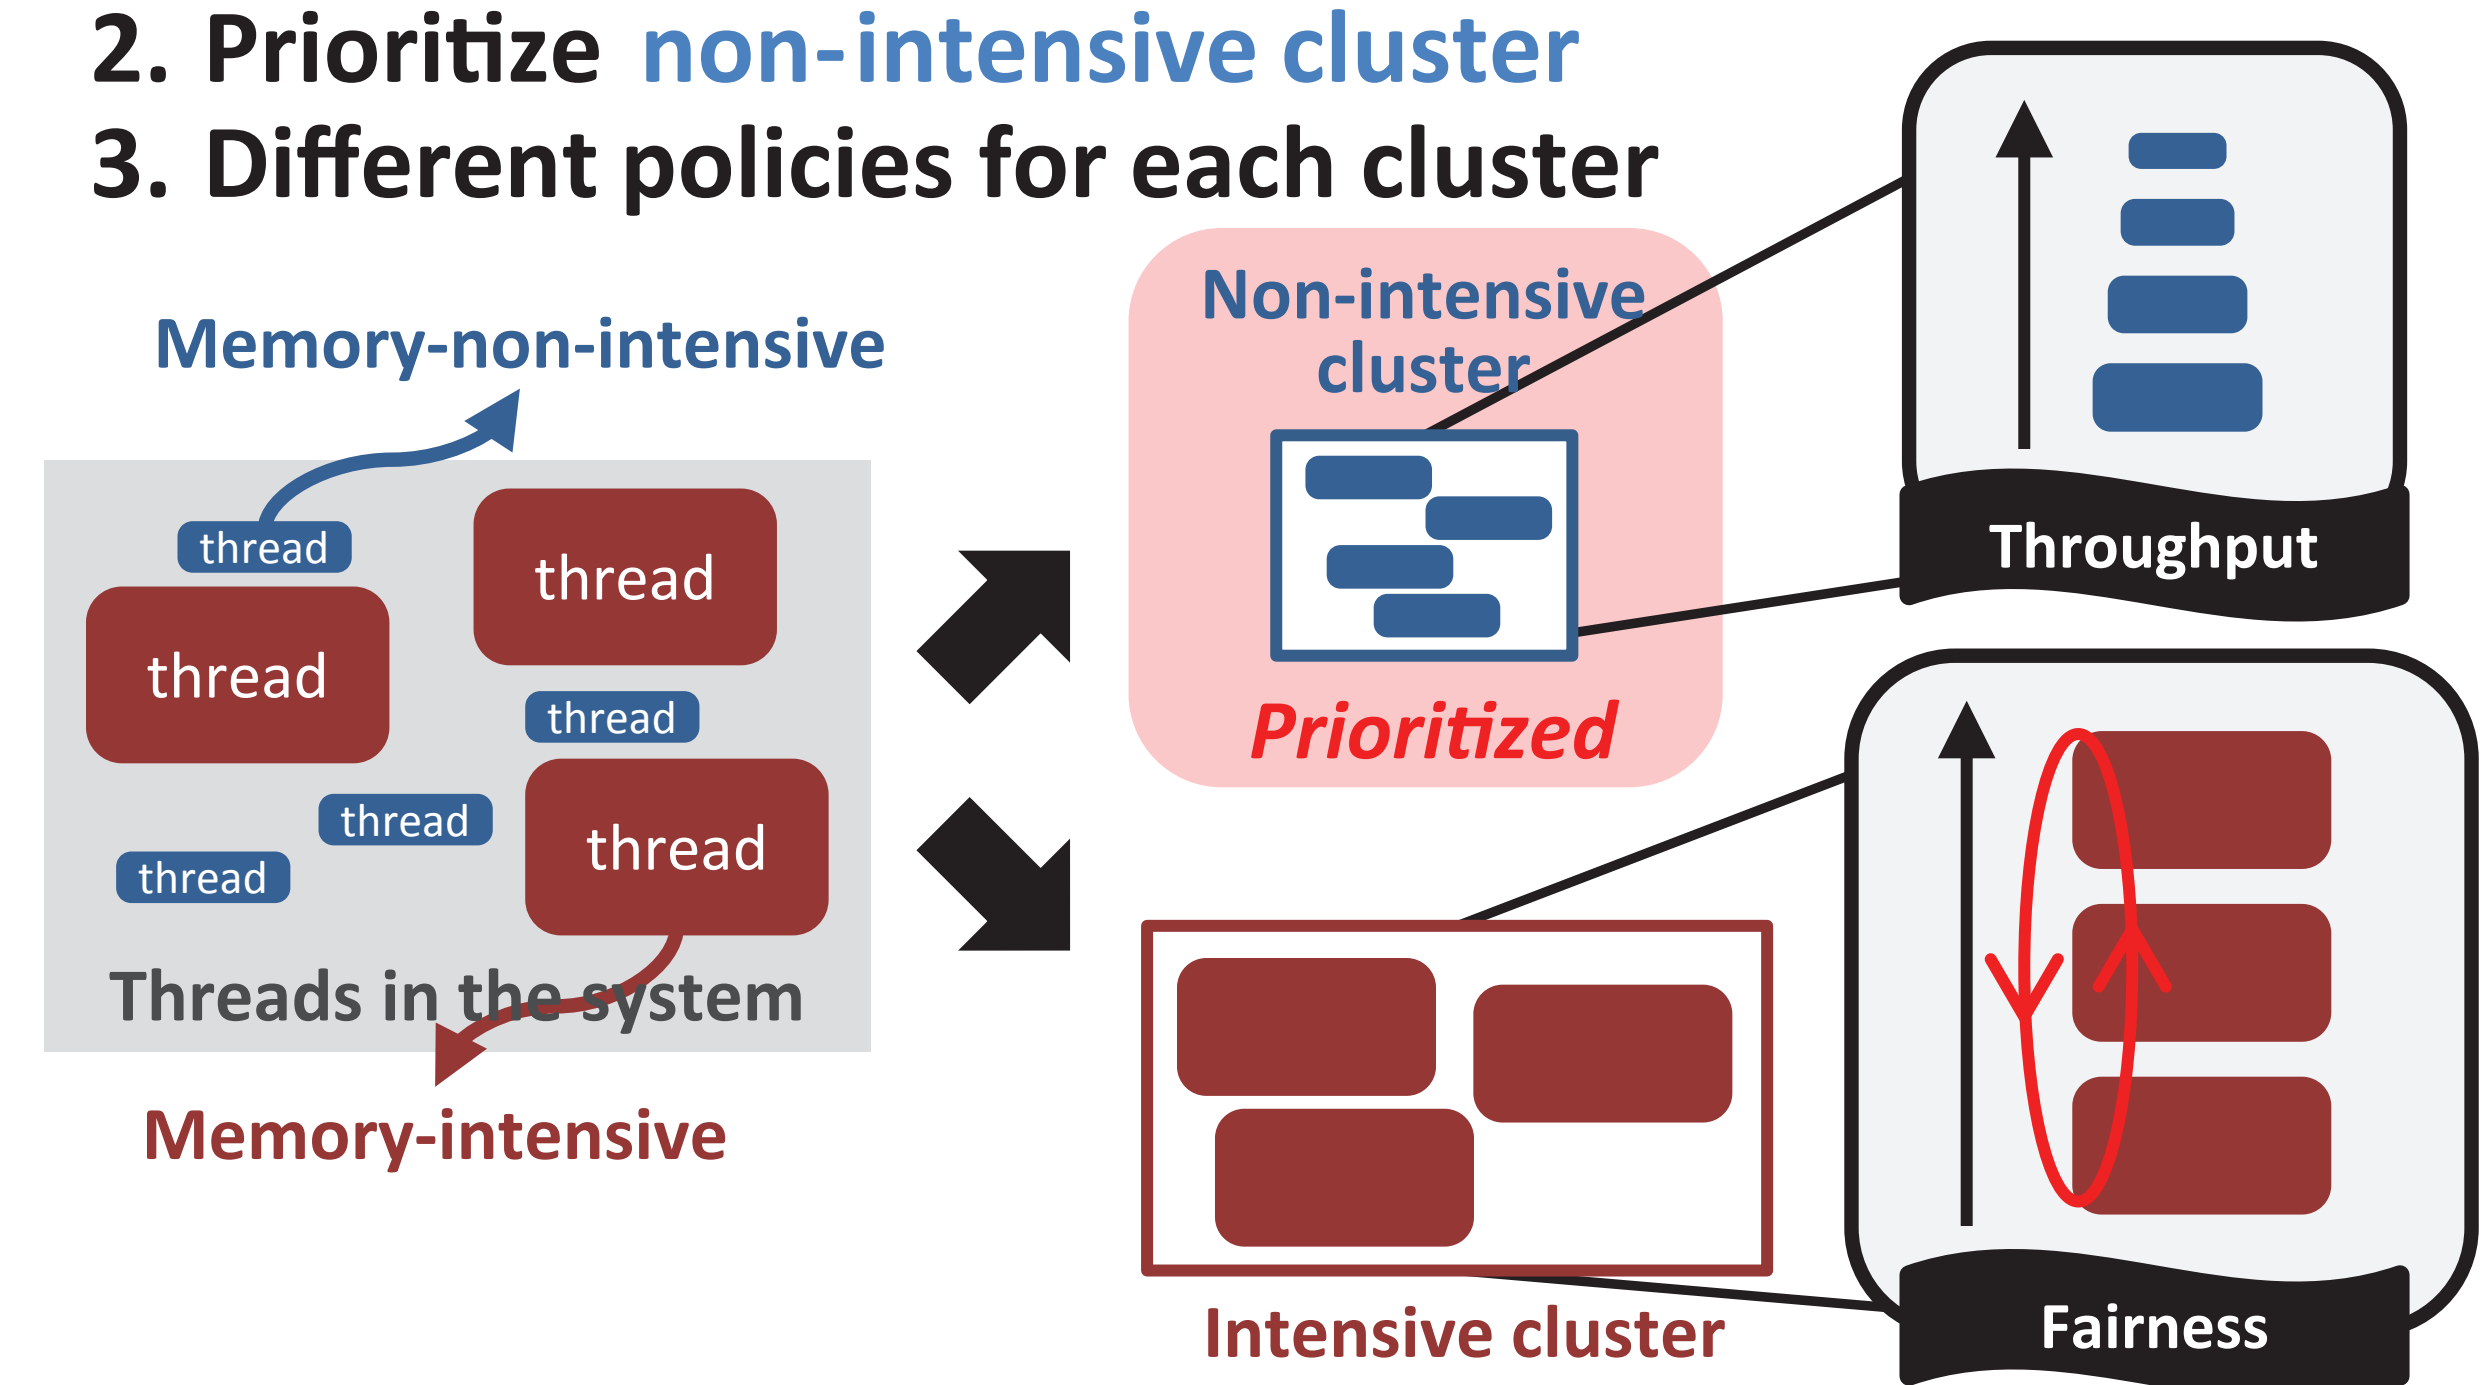 2. Prioritize non-intensive cluster
3. Different policies for each cluster
Memory-non-intensive
thread
thread
thread
thread
thread
thread
thread
Threads in the system
Memory-intensive
Non-intensive
cluster
Prioritized
Intensive cluster
Throughput
Fairness